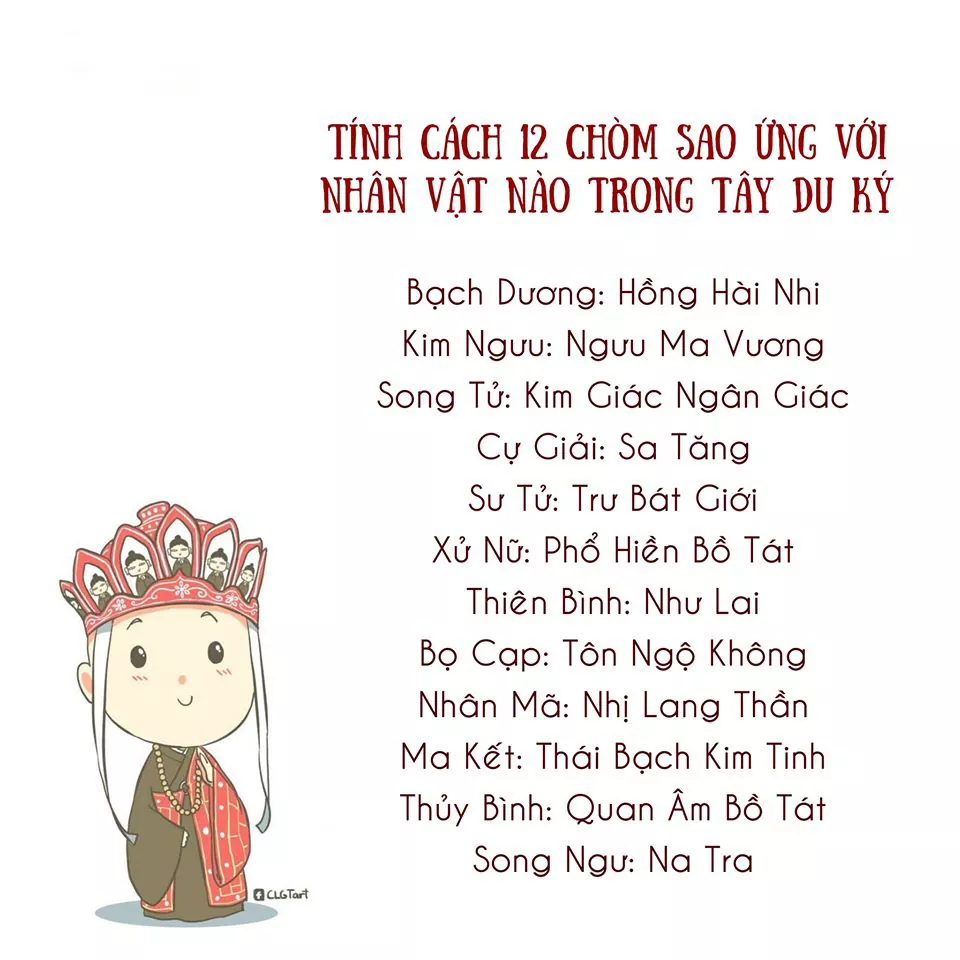 TÍNH CÁCH 12 CHÒM SAO ỨNG VỚI
NHÂN VẬT NÀO TRONG TÂY DU KÝ
Bạch Dương: Hồng Hài Nhi
Kim Ngưu: Ngưu Ma Vương
Song Tử: Kim Giác Ngân Giác
Cự Giải: Sa Tăng
Sư Tử: Trư Bát Giới
Xử Nữ: Phổ Hiền Bồ Tát
Thiên Bình: Như Lai
Bọ Cạp: Tôn Ngộ Không
Nhân Mã: Nhị Lang Thần
Ma Kết: Thái Bạch Kim Tinh
Thủy Bình: Quan Âm Bồ Tát
Song Ngư: Na Tra
CLGTart